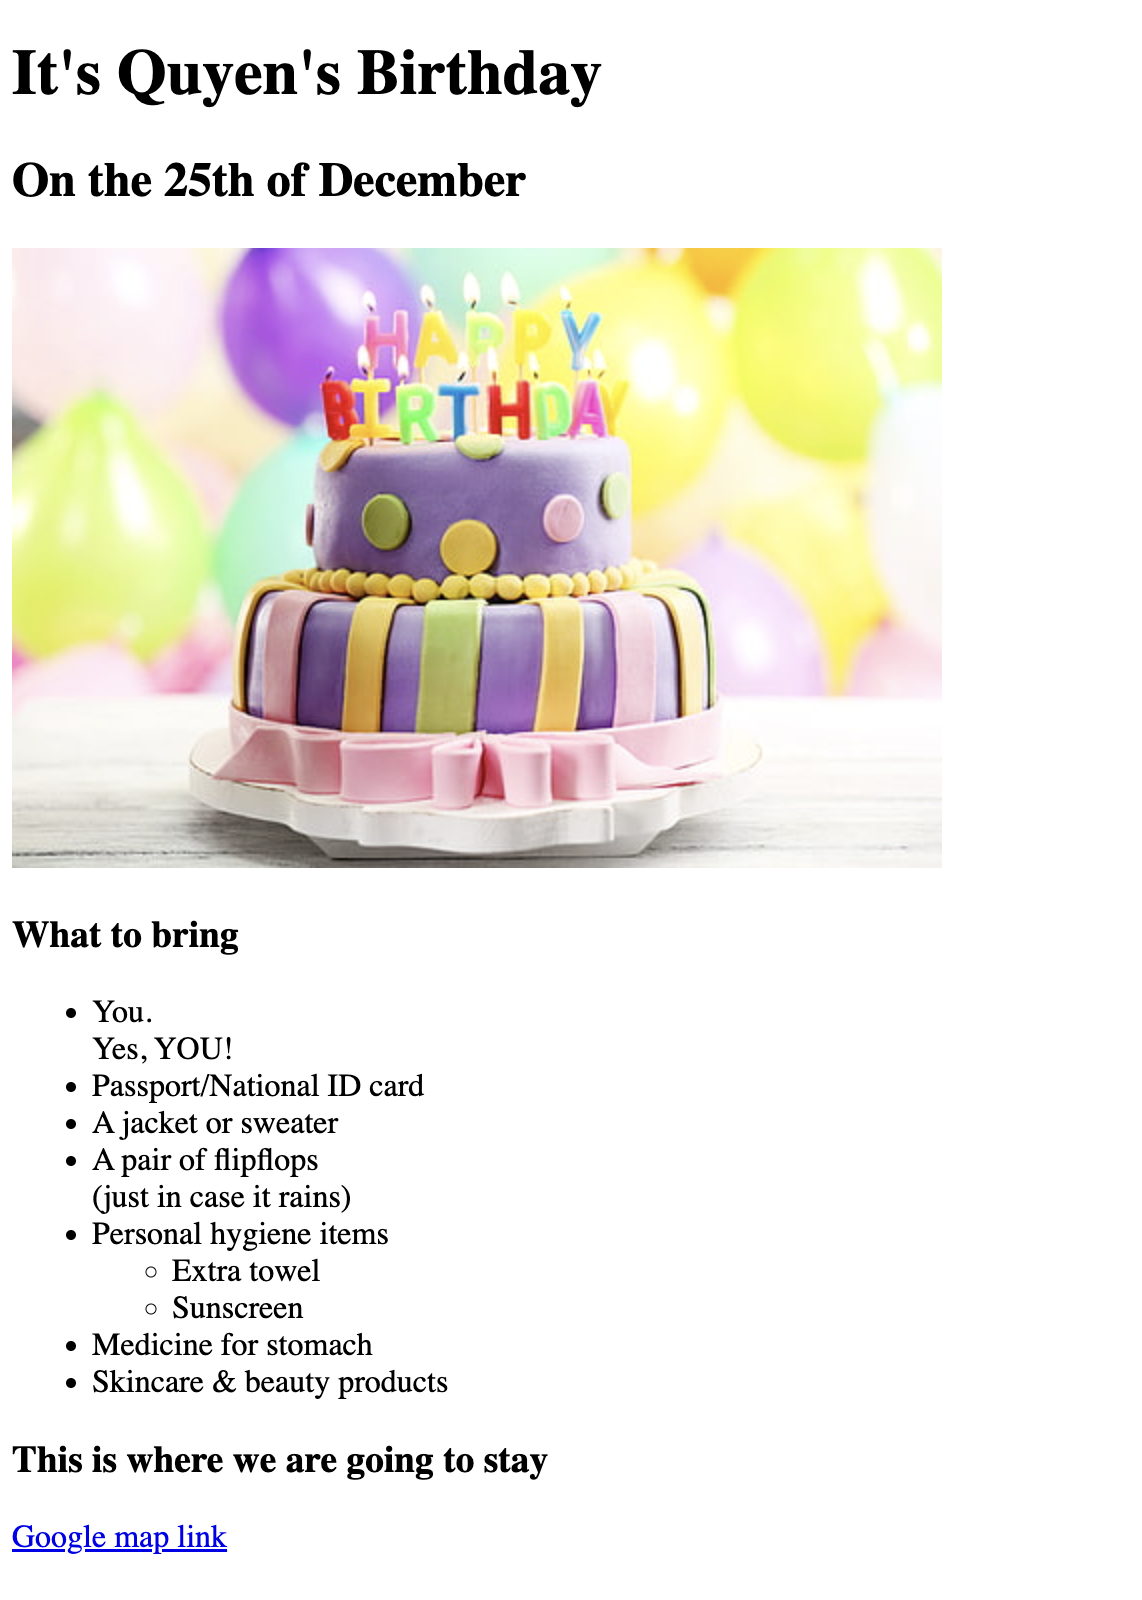 It's Quyen's Birthday
On the 25th of December
HAPPY
BIRTHDAY
What to bring
You.
Yes, YOU!
Passport/National ID card
A jacket or sweater
A pair of flipflops
(just in case it rains)
Personal hygiene items
Extra towel
Sunscreen
Medicine for stomach
Skincare & beauty products
This is where we are going to stay
Google map link